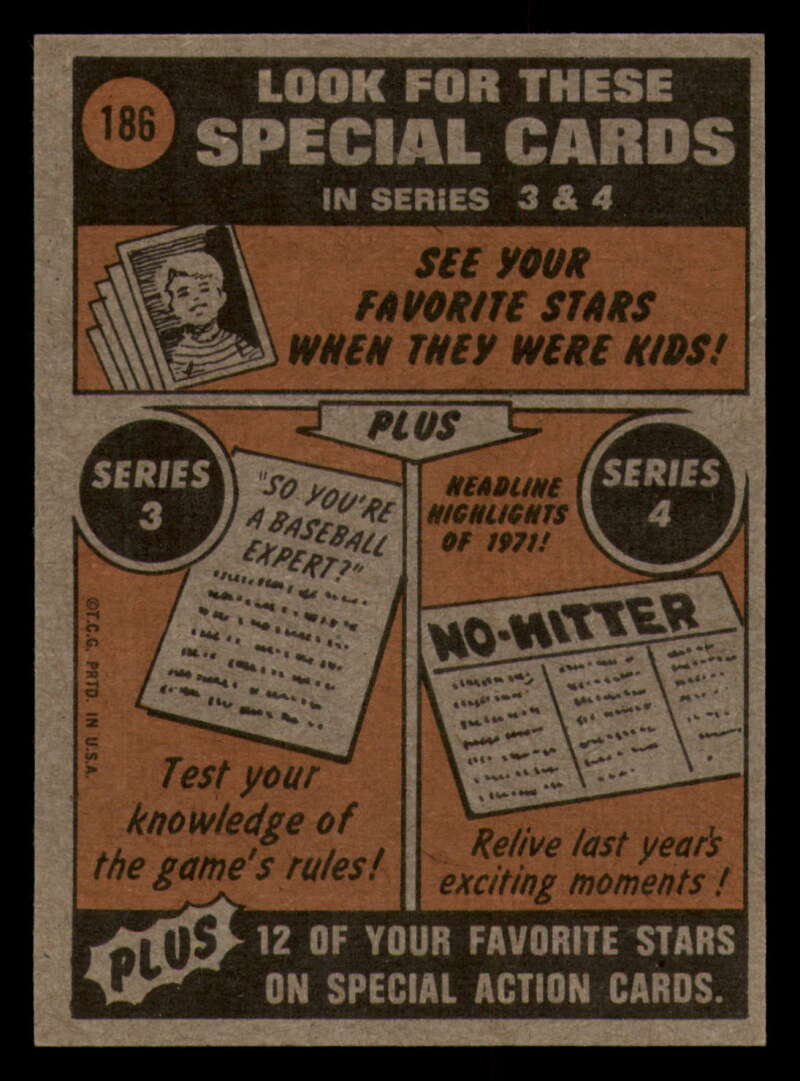 186
LOOK FOR THESE
SPECIAL CARDS
IN SERIES 3 & 4
SEE YOUR
FAVORITE STARS
WHEN THEY WERE KIDS!
PLUS
SERIES
3
"SO YOU'RE
A BASEBALL
EXPERT?"
Test your
knowledge of
the game's rules!
SERIES
4
HEADLINE
HIGHLIGHTS
OF 1971!
NO-HITTER
Relive last year's
exciting moments!
©T.C.G. PRTD. IN U.S.A.
PLUS
12 OF YOUR FAVORITE STARS
ON SPECIAL ACTION CARDS.